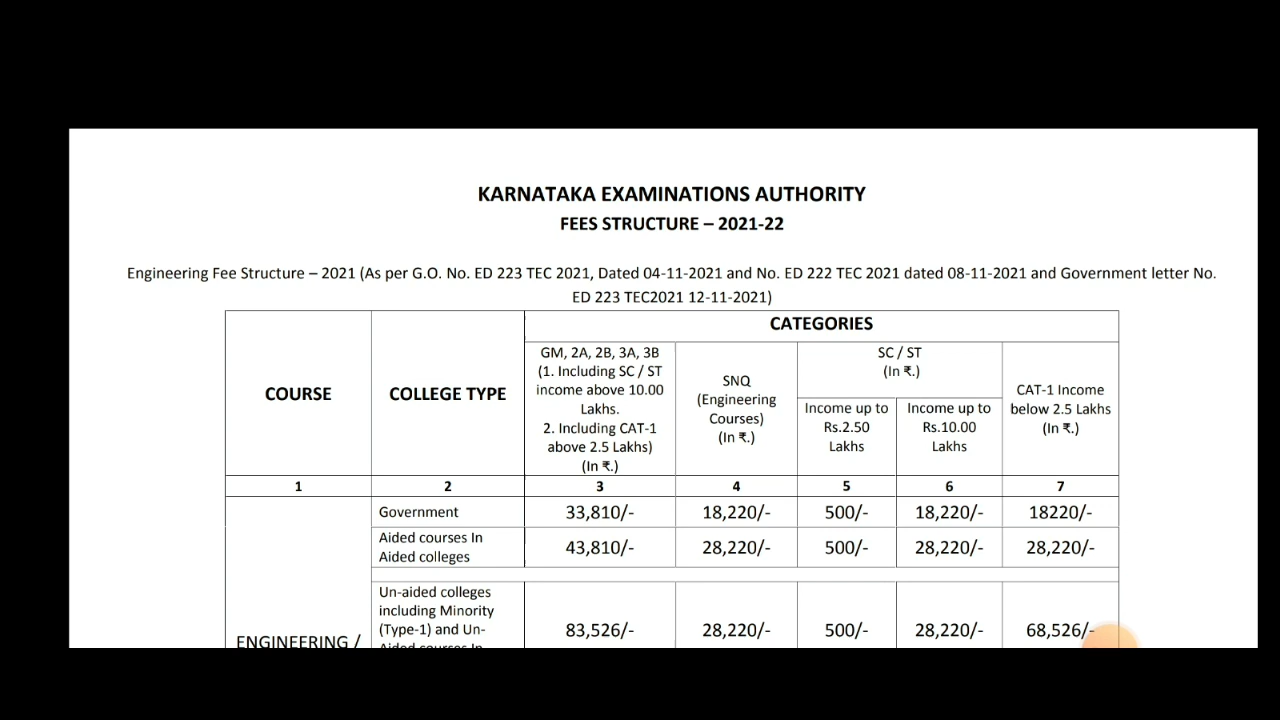 KARNATAKA EXAMINATIONS AUTHORITY
FEES STRUCTURE – 2021-22
Engineering Fee Structure – 2021 (As per G.O. No. ED 223 TEC 2021, Dated 04-11-2021 and No. ED 222 TEC 2021 dated 08-11-2021 and Government letter No.
ED 223 TEC2021 12-11-2021)
COURSE
COLLEGE TYPE
CATEGORIES
GM, 2A, 2B, 3A, 3B
(1. Including SC / ST
income above 10.00
Lakhs.
2. Including CAT-1
above 2.5 Lakhs)
(In ₹.)
SNQ
(Engineering
Courses)
(In ₹.)
SC / ST
(In ₹.)
Income up to
Rs.2.50
Lakhs
Income up to
Rs.10.00
Lakhs
CAT-1 Income
below 2.5 Lakhs
(In ₹.)
1 2 3 4 5 6 7
Government 33,810/- 18,220/- 500/- 18,220/- 18220/-
Aided courses In
Aided colleges
43,810/- 28,220/- 500/- 28,220/- 28,220/-
ENGINEERING /
Un-aided colleges
including Minority
(Type-1) and Un-
Aided courses In
83,526/- 28,220/- 500/- 28,220/- 68,526/-